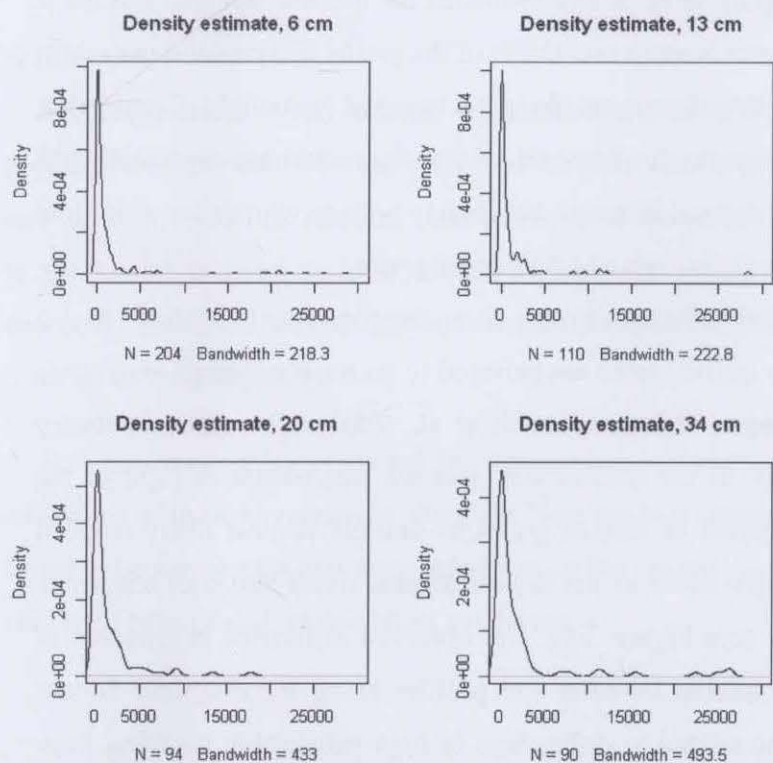 Density estimate, 6 cm
Density
0e+00 4e-04 8e-04
0 5000 15000 25000
N = 204 Bandwidth = 218.3
Density estimate, 13 cm
Density
0e+00 4e-04 8e-04
0 5000 15000 25000
N = 110 Bandwidth = 222.8
Density estimate, 20 cm
Density
0e+00 2e-04 4e-04
0 5000 15000 25000
N = 94 Bandwidth = 433
Density estimate, 34 cm
Density
0e+00 2e-04 4e-04
0 5000 15000 25000
N = 90 Bandwidth = 493.5